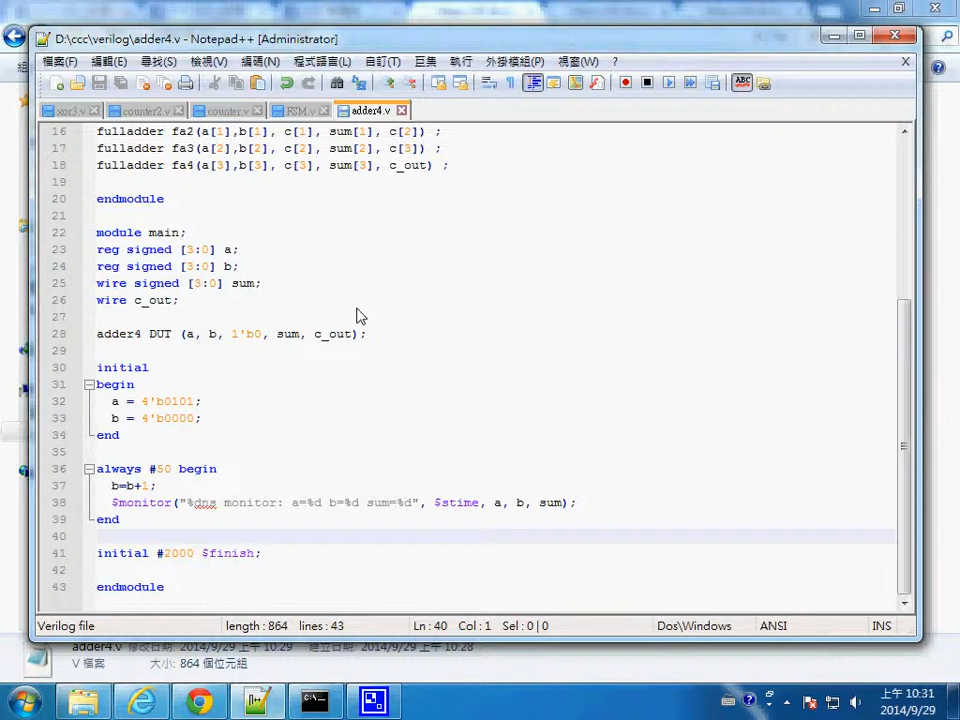 D:\ccc\verilog\adder4.v - Notepad++ [Administrator]
檔案(F) 編輯(E) 尋找(S) 檢視(V) 編碼(N) 程式語言(L) 自訂(T) 巨集 執行 外掛模組(P) 視窗(W) ? X
xor3.v counter2.v counter.v FSM.v adder4.v
16 fulladder fa2(a[1],b[1], c[1], sum[1], c[2]) ;
17 fulladder fa3(a[2],b[2], c[2], sum[2], c[3]) ;
18 fulladder fa4(a[3],b[3], c[3], sum[3], c_out) ;
19
20 endmodule
21
22 module main;
23 reg signed [3:0] a;
24 reg signed [3:0] b;
25 wire signed [3:0] sum;
26 wire c_out;
27
28 adder4 DUT (a, b, 1'b0, sum, c_out);
29
30 initial
31 begin
32 a = 4'b0101;
33 b = 4'b0000;
34 end
35
36 always #50 begin
37 b=b+1;
38 $monitor("%dns monitor: a=%d b=%d sum=%d", $stime, a, b, sum);
39 end
40
41 initial #2000 $finish;
42
43 endmodule
Verilog file length : 864 lines : 43 Ln : 40 Col : 1 Sel : 0 | 0 Dos\Windows ANSI INS
adder4.v 修改日期: 2014/9/29 上午 10:29 建立日期: 2014/9/29 上午 10:28
V 檔案 大小: 864 個位元組
上午 10:31
2014/9/29